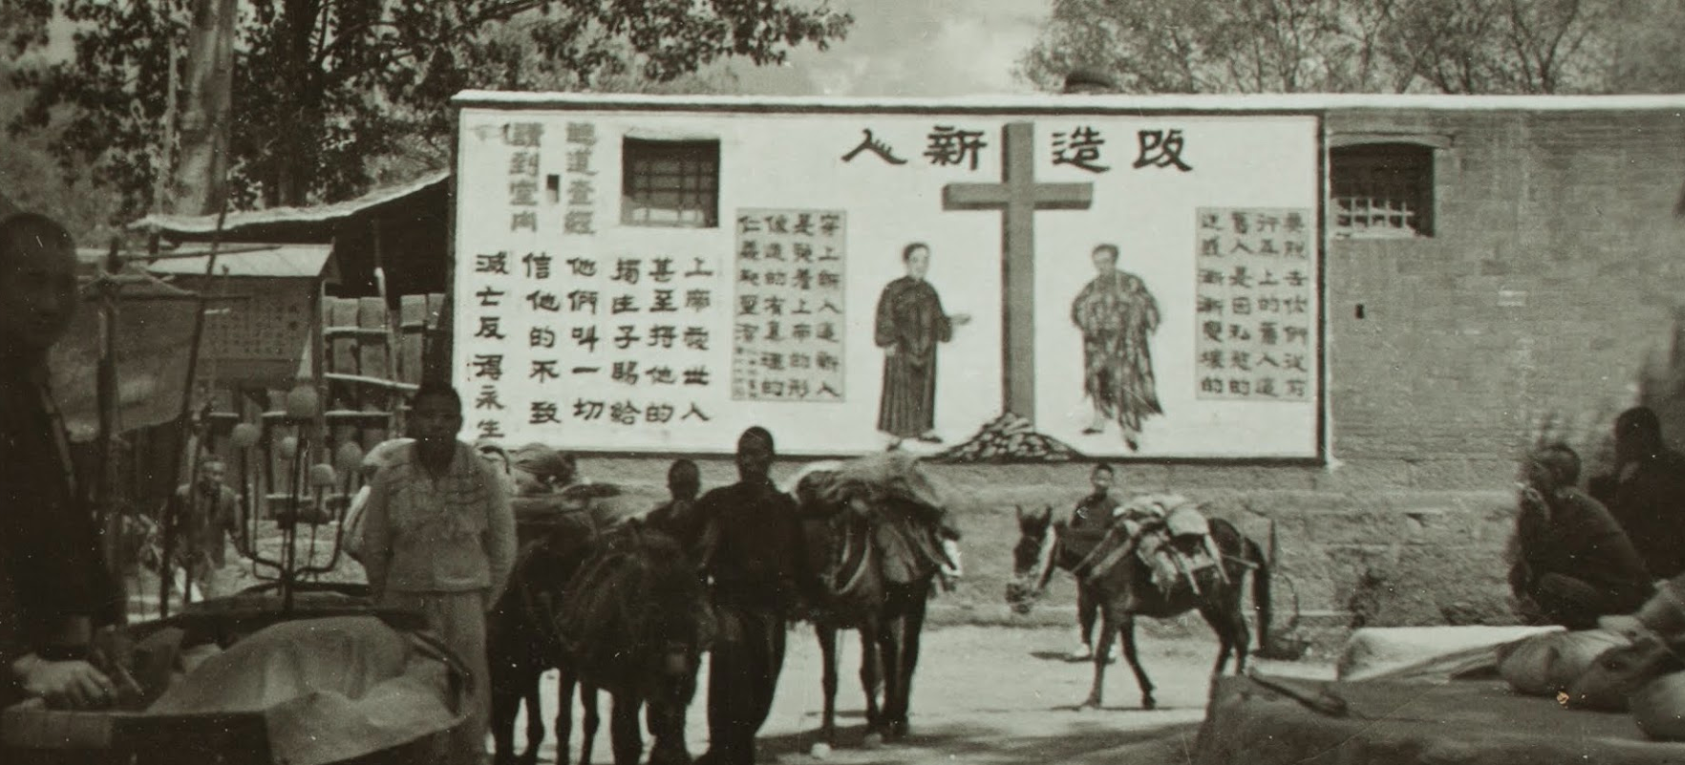 改造新人
要脫去你們從前
行為上的舊人這
舊人是因私慾的
迷惑漸漸變壞的
穿上新人這新人
是照着上帝的形
像造的有真理的
仁義和聖潔
聽道查經
請到堂內
上帝愛世人
甚至將他的
獨生子賜給
他們叫一切
信他的不致
滅亡反得永生